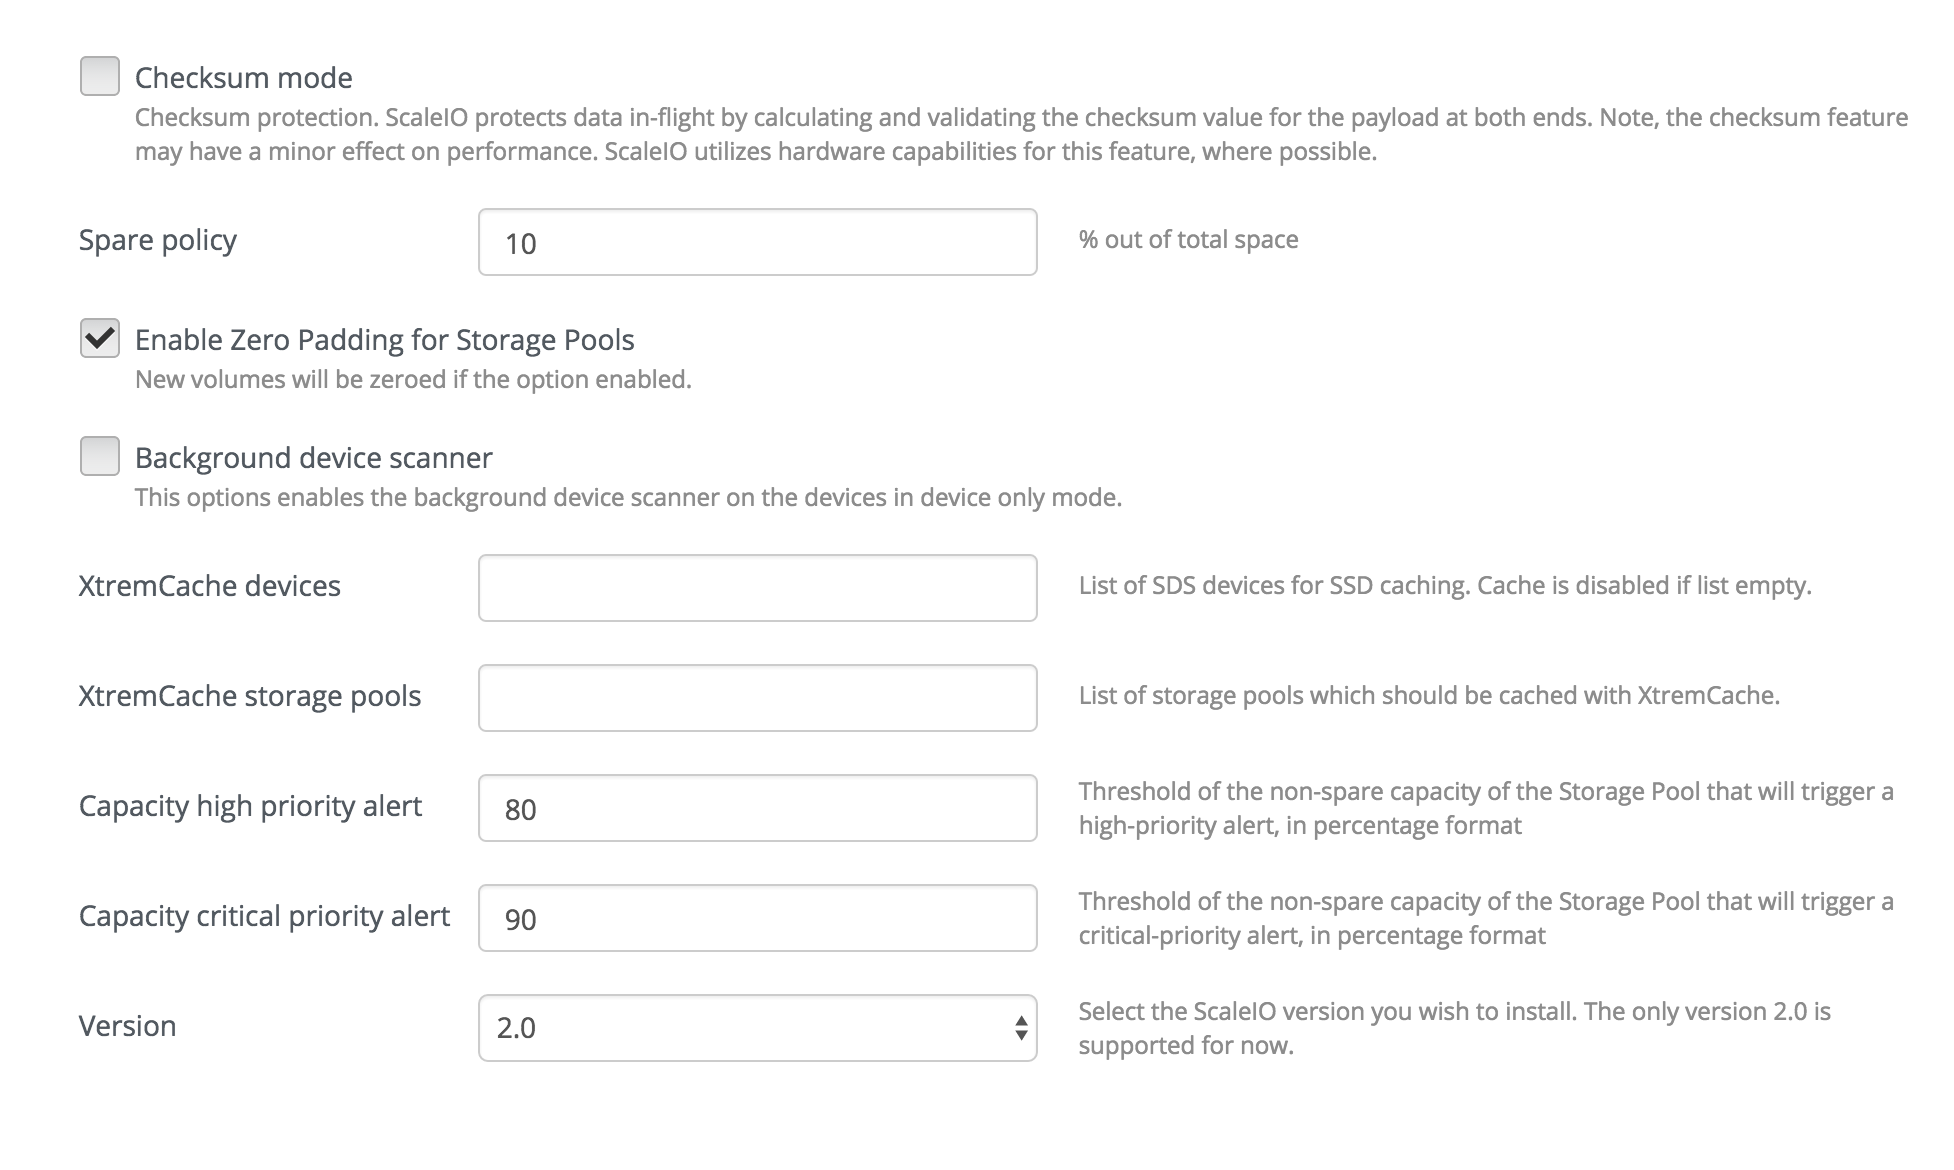 Checksum mode
Checksum protection. ScaleIO protects data in-flight by calculating and validating the checksum value for the payload at both ends. Note, the checksum feature
may have a minor effect on performance. ScaleIO utilizes hardware capabilities for this feature, where possible.
Spare policy
10
% out of total space
Enable Zero Padding for Storage Pools
New volumes will be zeroed if the option enabled.
Background device scanner
This options enables the background device scanner on the devices in device only mode.
XtremCache devices
List of SDS devices for SSD caching. Cache is disabled if list empty.
XtremCache storage pools
List of storage pools which should be cached with XtremCache.
Capacity high priority alert
80
Threshold of the non-spare capacity of the Storage Pool that will trigger a
high-priority alert, in percentage format
Capacity critical priority alert
90
Threshold of the non-spare capacity of the Storage Pool that will trigger a
critical-priority alert, in percentage format
Version
2.0
Select the ScaleIO version you wish to install. The only version 2.0 is
supported for now.